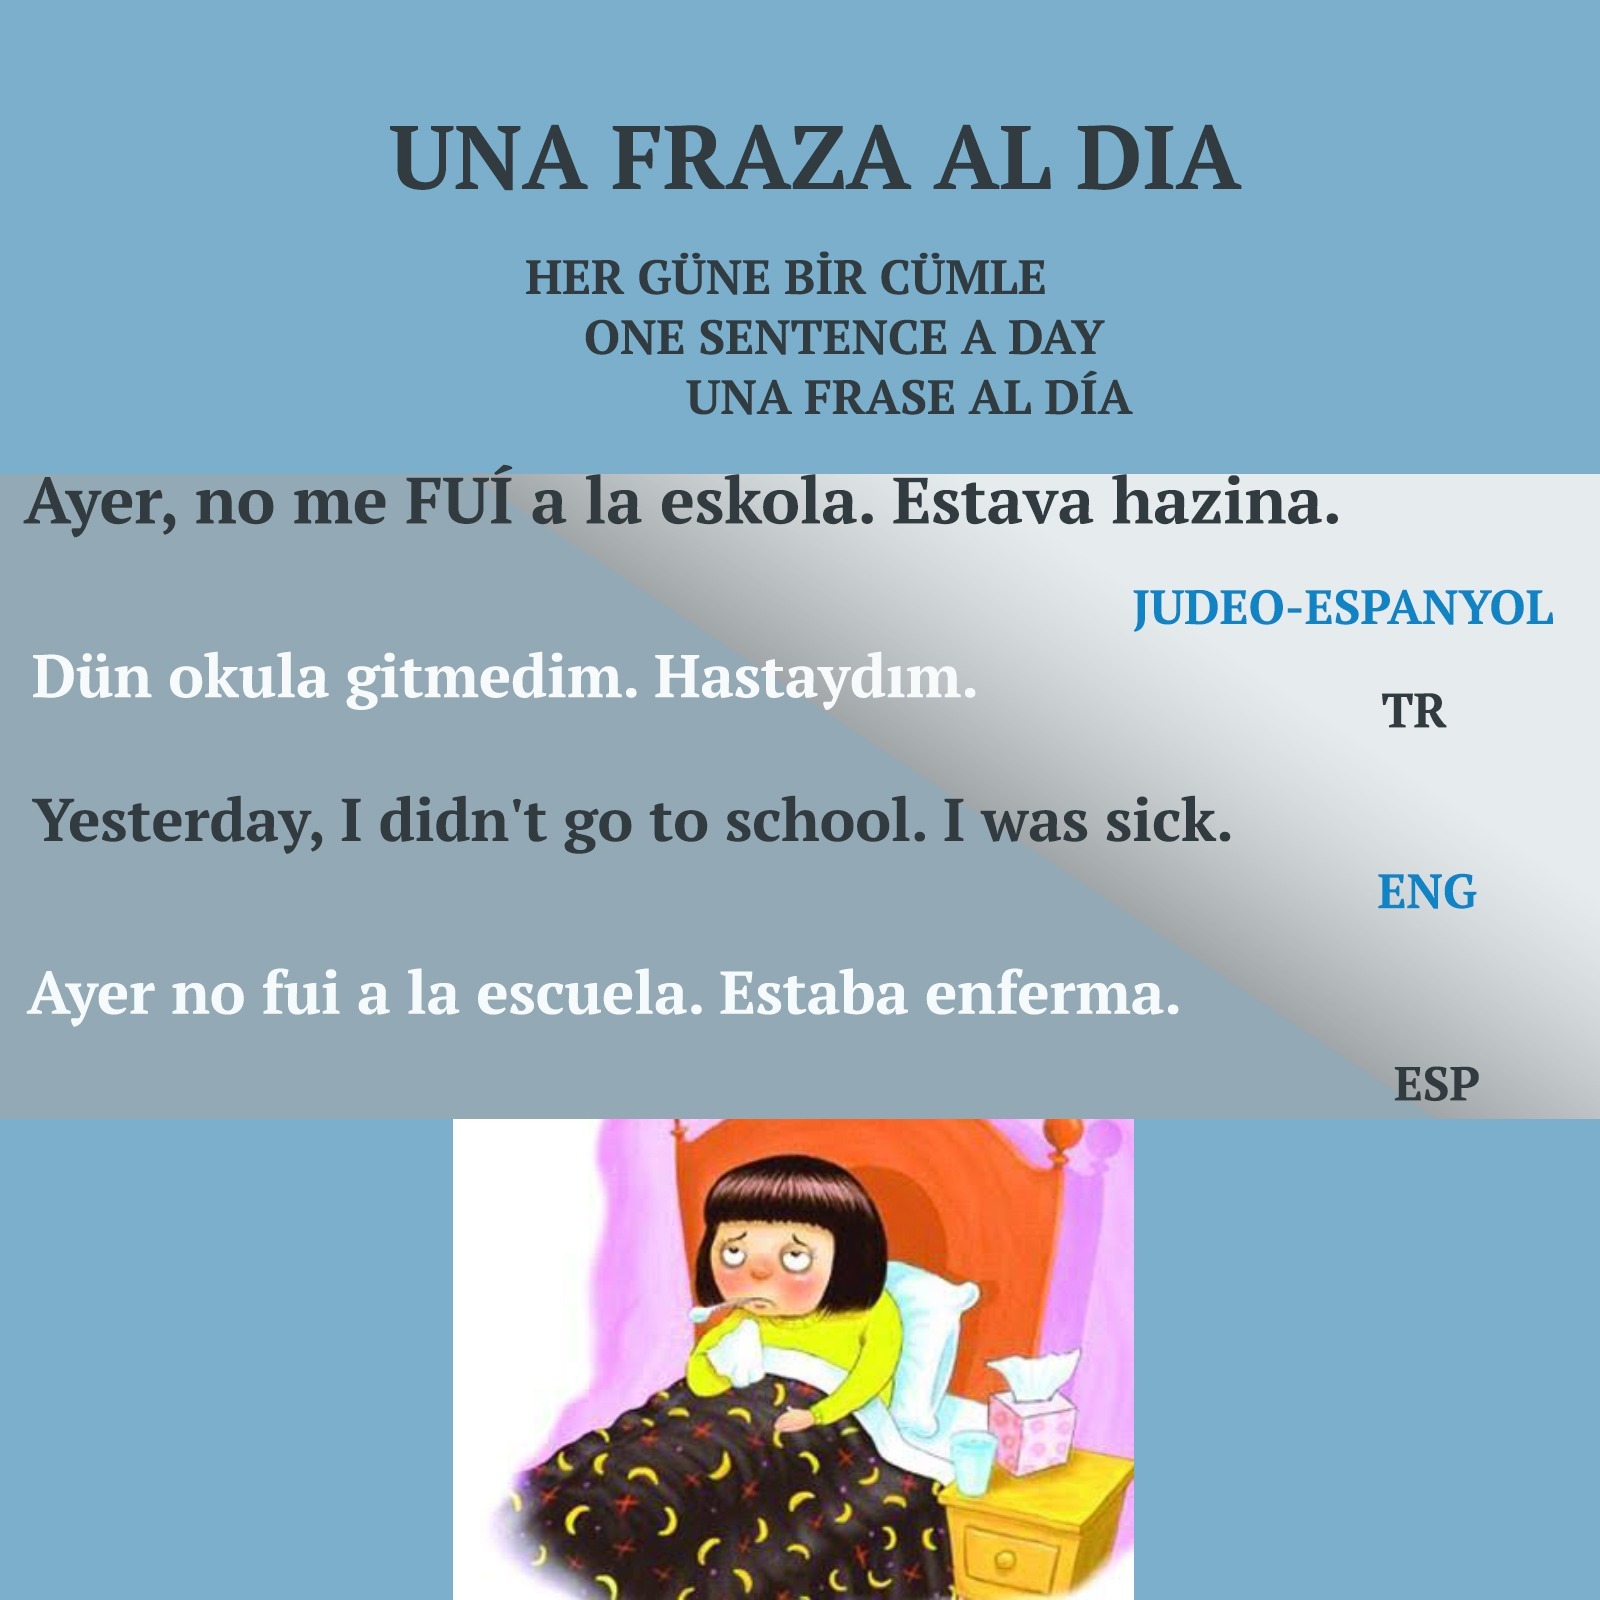 UNA FRAZA AL DIA
HER GÜNE BİR CÜMLE
ONE SENTENCE A DAY
UNA FRASE AL DÍA
Ayer, no me FUÍ a la eskola. Estava hazina.
JUDEO-ESPANYOL
Dün okula gitmedim. Hastaydım.
TR
Yesterday, I didn't go to school. I was sick.
ENG
Ayer no fui a la escuela. Estaba enferma.
ESP